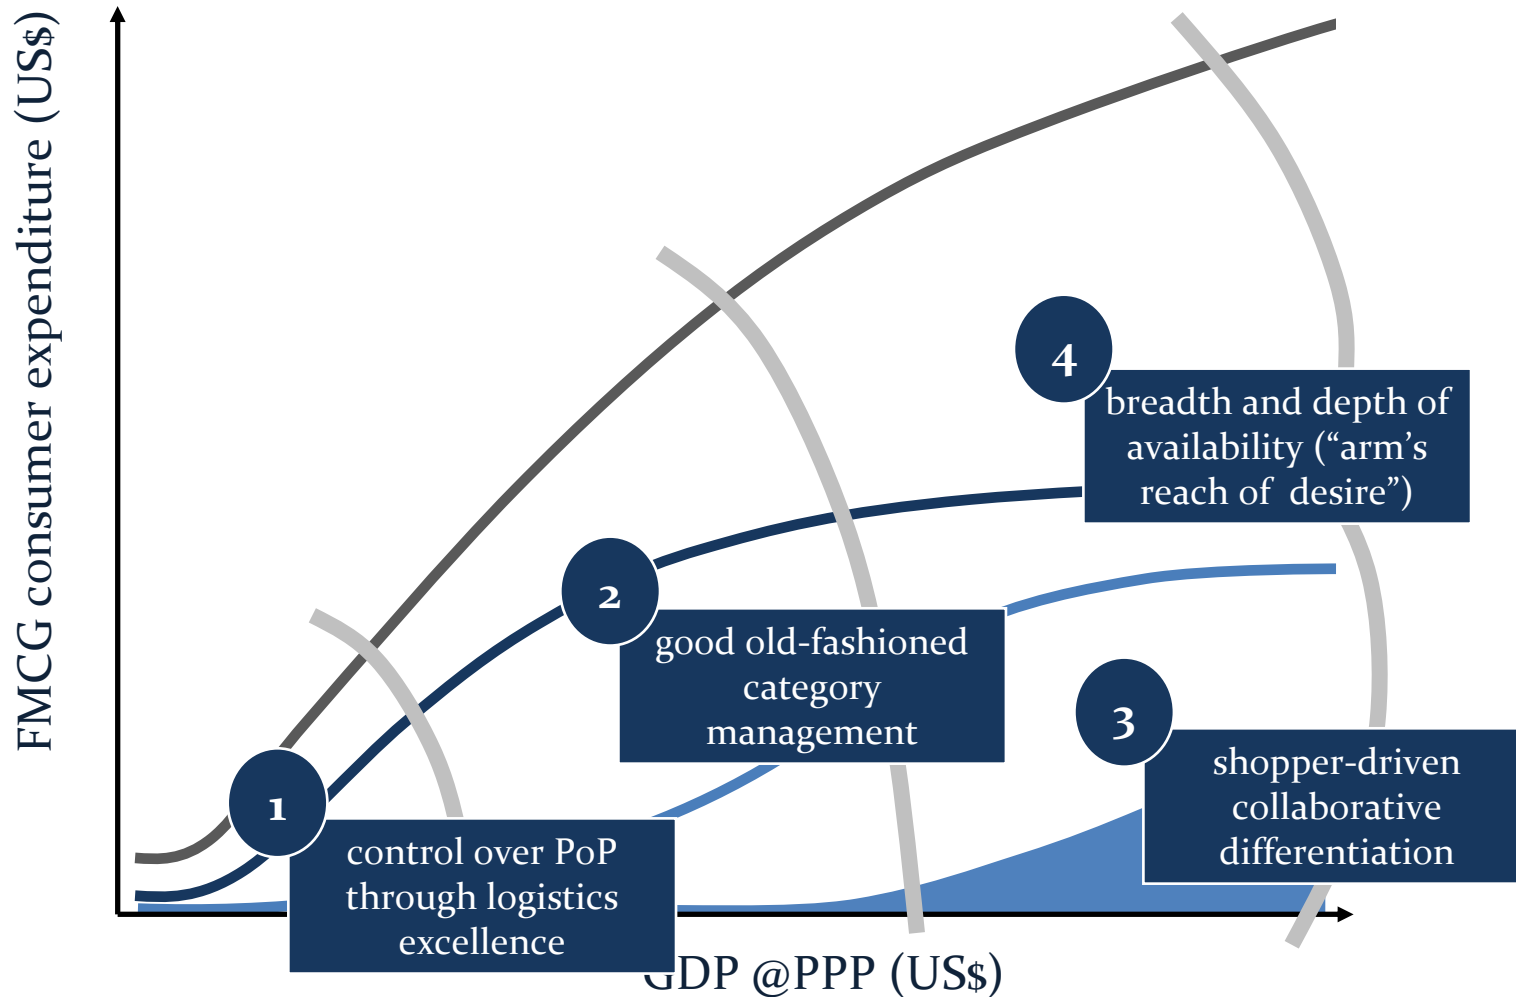 FMCG consumer expenditure (US$)
4
breadth and depth of
availability (“arm’s
reach of desire”)
2
good old-fashioned
category
management
3
shopper-driven
collaborative
differentiation
1
control over PoP
through logistics
excellence
GDP @PPP (US$)